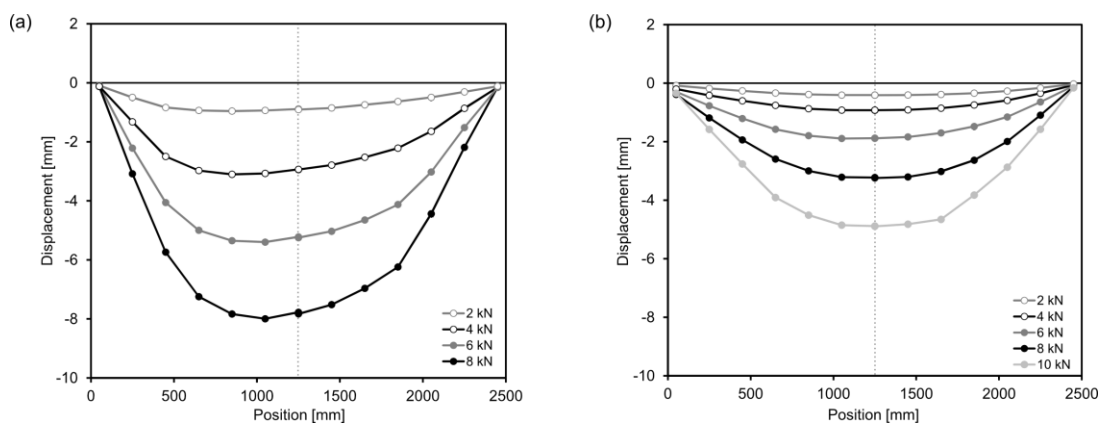 (a)
2
0
-2
-4
-6
-8
-10
Displacement [mm]
0 500 1000 1500 2000 2500
Position [mm]
2 kN
4 kN
6 kN
8 kN
(b)
2
0
-2
-4
-6
-8
-10
Displacement [mm]
0 500 1000 1500 2000 2500
Position [mm]
2 kN
4 kN
6 kN
8 kN
10 kN